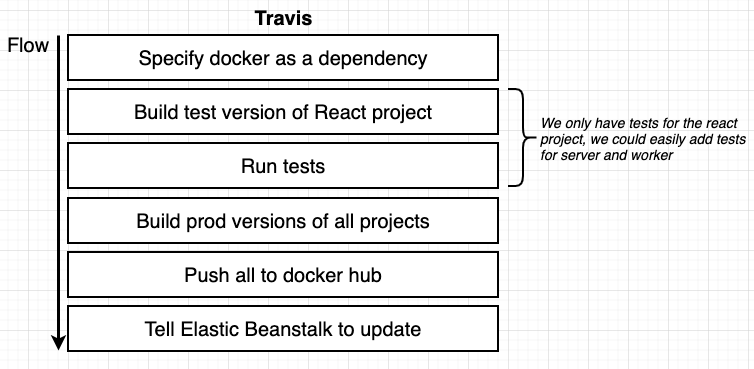 Travis
Flow
Specify docker as a dependency
Build test version of React project
We only have tests for the react
project, we could easily add tests
for server and worker
Run tests
Build prod versions of all projects
Push all to docker hub
Tell Elastic Beanstalk to update